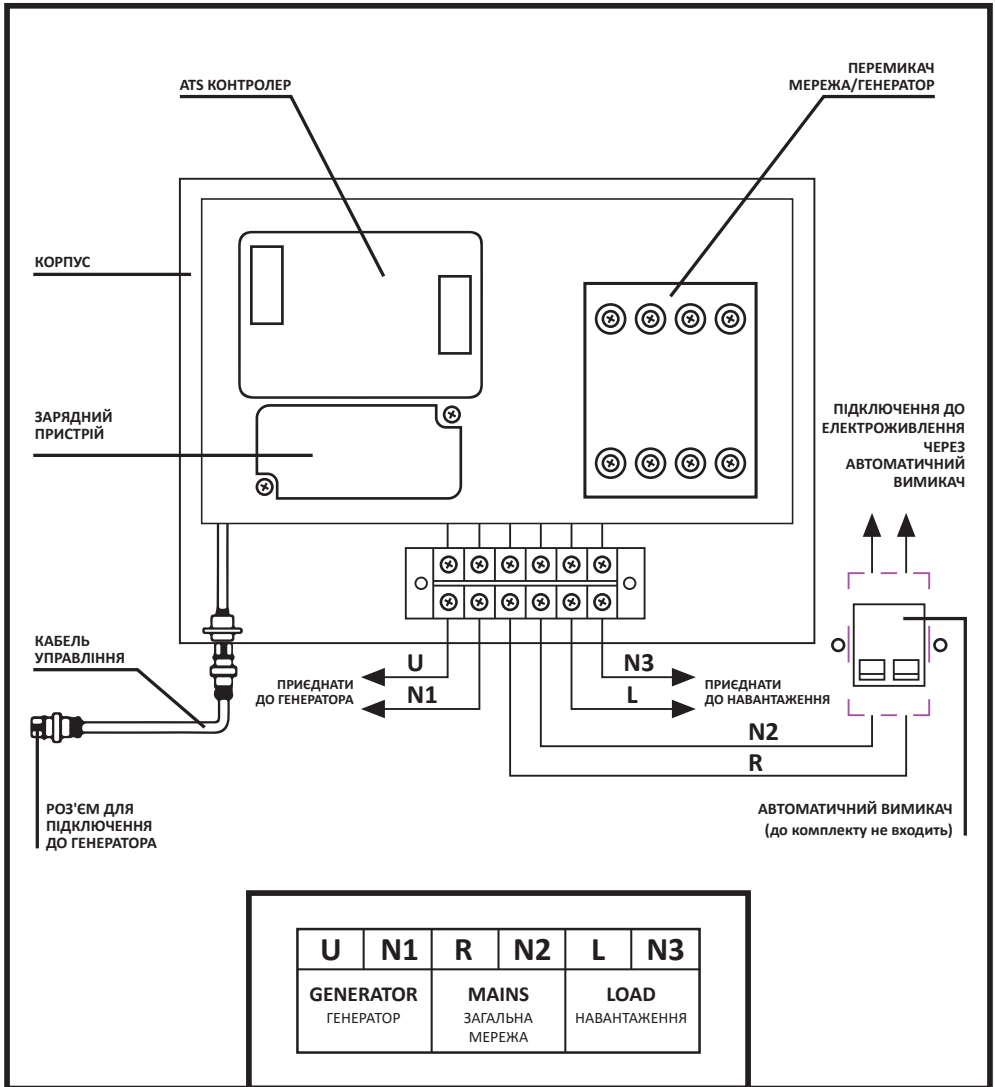 ATS КОНТРОЛЕР
ПЕРЕМИКАЧ
МЕРЕЖА/ГЕНЕРАТОР
КОРПУС
ЗАРЯДНИЙ
ПРИСТРІЙ
ПІДКЛЮЧЕННЯ ДО
ЕЛЕКТРОЖИВЛЕННЯ
ЧЕРЕЗ
АВТОМАТИЧНИЙ
ВИМИКАЧ
КАБЕЛЬ
УПРАВЛІННЯ
U
ПРИЄДНАТИ
ДО ГЕНЕРАТОРА
N1
N3
ПРИЄДНАТИ
ДО НАВАНТАЖЕННЯ
L
N2
R
РОЗ'ЄМ ДЛЯ
ПІДКЛЮЧЕННЯ
ДО ГЕНЕРАТОРА
АВТОМАТИЧНИЙ ВИМИКАЧ
(до комплекту не входить)
U N1 R N2 L N3
GENERATOR MAINS LOAD
ГЕНЕРАТОР ЗАГАЛЬНА НАВАНТАЖЕННЯ
МЕРЕЖА